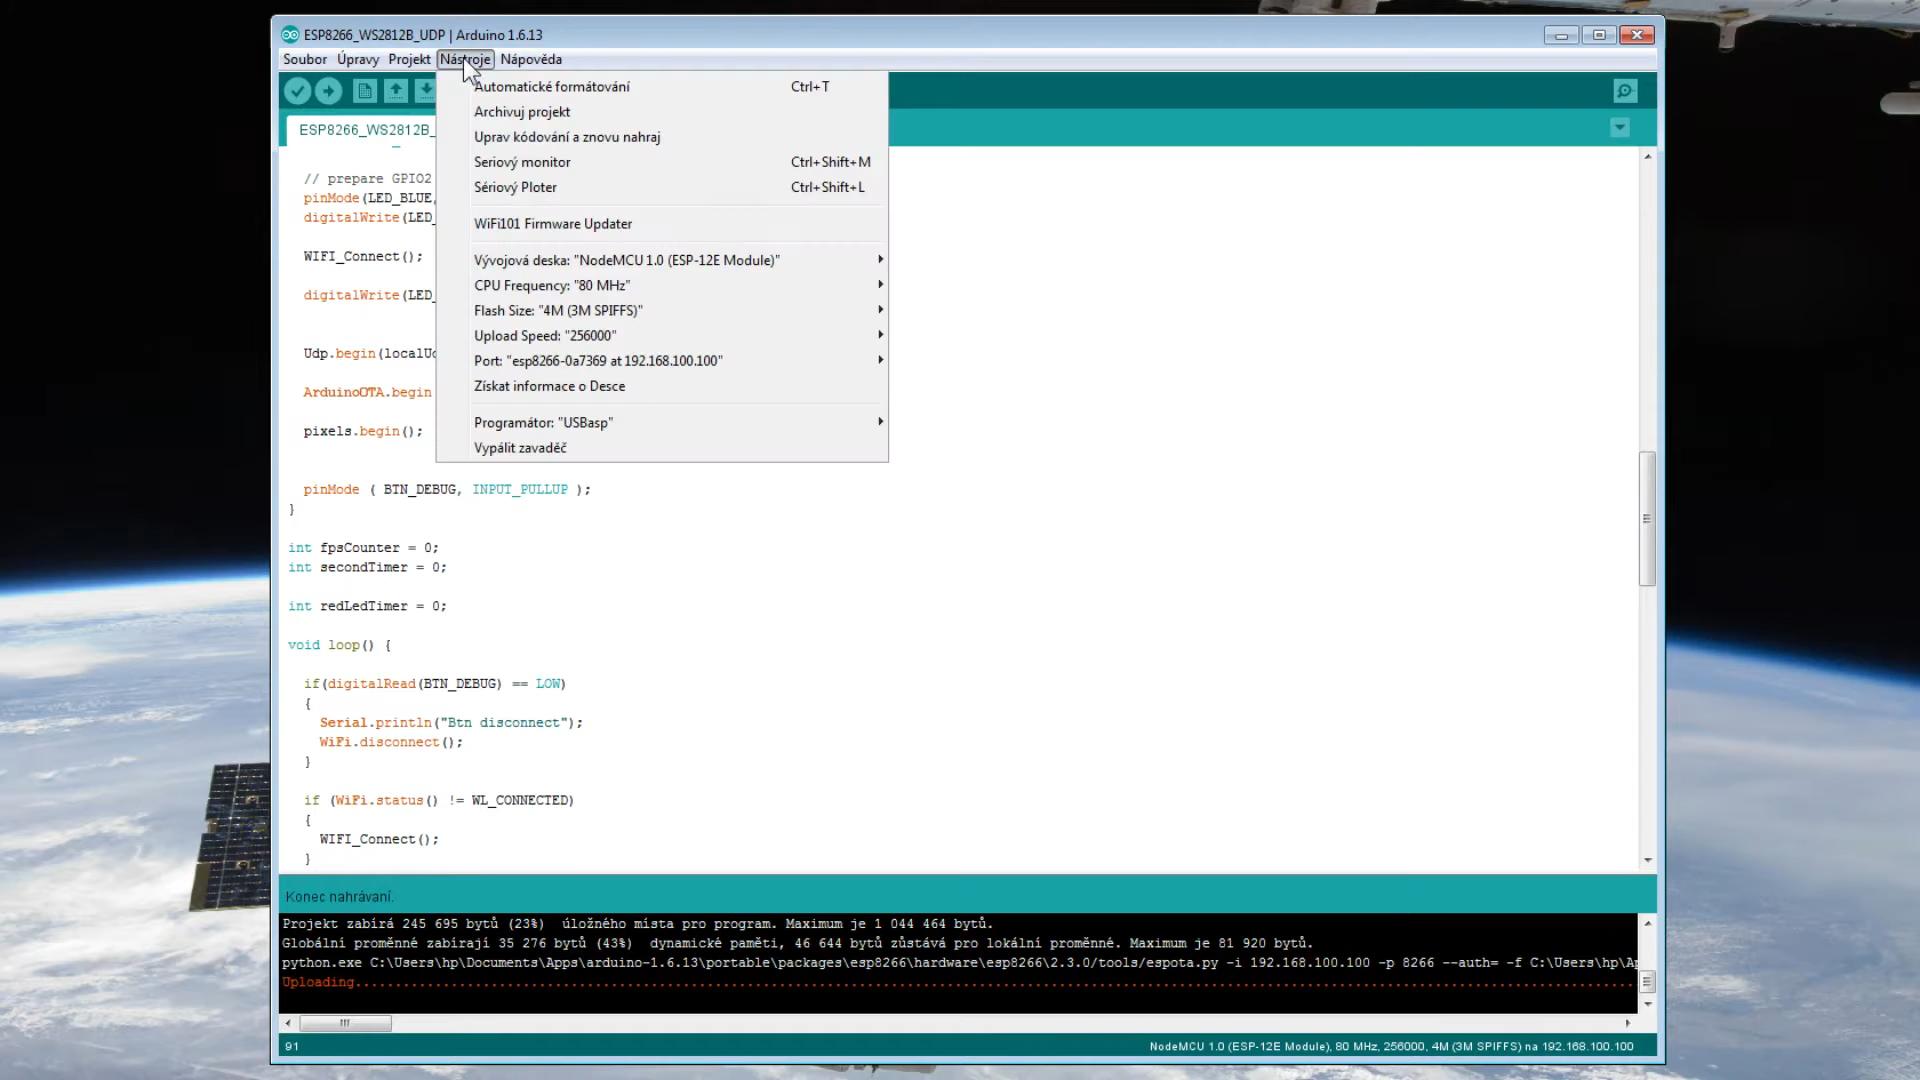 ESP8266_WS2812B_UDP | Arduino 1.6.13
Soubor Úpravy Projekt Nástroje Nápověda
Automatické formátování Ctrl+T
Archivuj projekt
Uprav kódování a znovu nahraj
Seriový monitor Ctrl+Shift+M
Sériový Ploter Ctrl+Shift+L
WiFi101 Firmware Updater
Vývojová deska: "NodeMCU 1.0 (ESP-12E Module)"
CPU Frequency: "80 MHz"
Flash Size: "4M (3M SPIFFS)"
Upload Speed: "256000"
Port: "esp8266-0a7369 at 192.168.100.100"
Získat informace o Desce
Programátor: "USBasp"
Vypálit zavaděč
ESP8266_WS2812B_
// prepare GPIO2
pinMode(LED_BLUE,
digitalWrite(LED_
WIFI_Connect();
digitalWrite(LED_
Udp.begin(localUd
ArduinoOTA.begin
pixels.begin();
pinMode ( BTN_DEBUG, INPUT_PULLUP );
}
int fpsCounter = 0;
int secondTimer = 0;
int redLedTimer = 0;
void loop() {
if(digitalRead(BTN_DEBUG) == LOW)
{
Serial.println("Btn disconnect");
WiFi.disconnect();
}
if (WiFi.status() != WL_CONNECTED)
{
WIFI_Connect();
}
Konec nahrávaní.
Projekt zabírá 245 695 bytů (23%) úložného místa pro program. Maximum je 1 044 464 bytů.
Globální proměnné zabírají 35 276 bytů (43%) dynamické paměti, 46 644 bytů zůstává pro lokální proměnné. Maximum je 81 920 bytů.
python.exe C:\Users\hp\Documents\Apps\arduino-1.6.13\portable\packages\esp8266\hardware\esp8266\2.3.0/tools/espota.py -i 192.168.100.100 -p 8266 --auth= -f C:\Users\hp\Ap
Uploading................................................................................................................................................................
91 NodeMCU 1.0 (ESP-12E Module), 80 MHz, 256000, 4M (3M SPIFFS) na 192.168.100.100